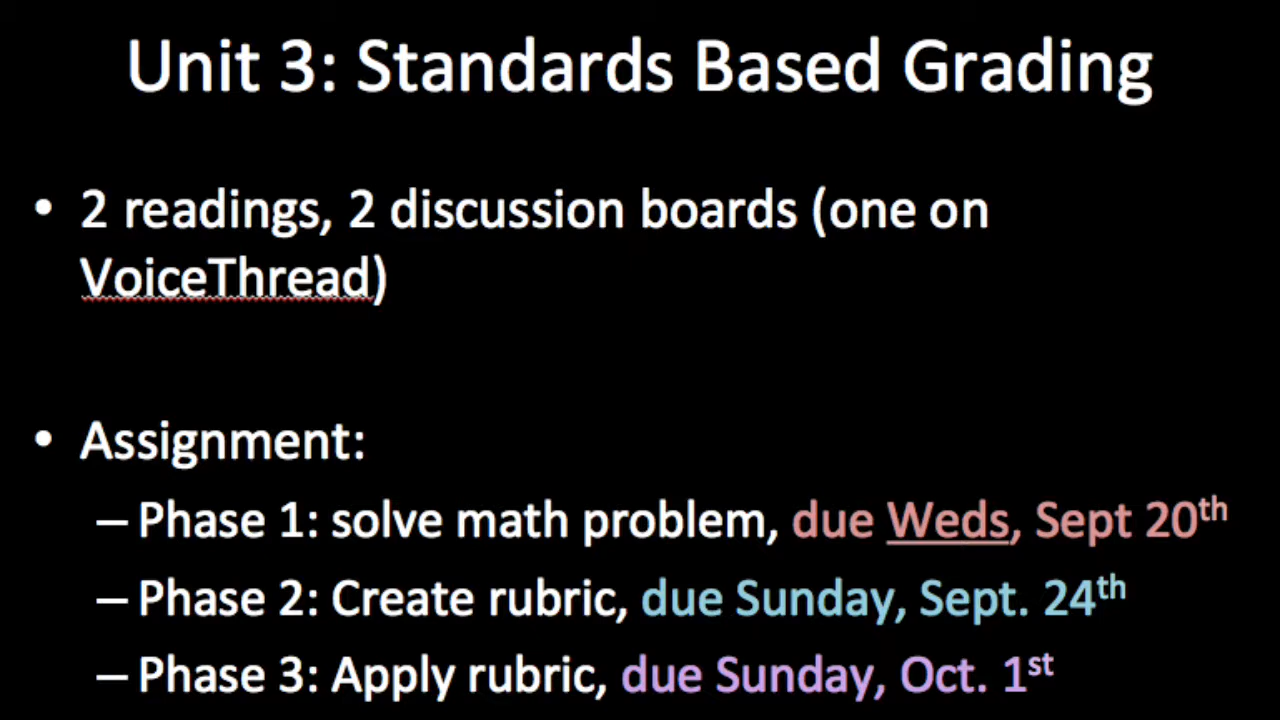 Unit 3: Standards Based Grading
• 2 readings, 2 discussion boards (one on
VoiceThread)
• Assignment:
– Phase 1: solve math problem, due Weds, Sept 20th
– Phase 2: Create rubric, due Sunday, Sept. 24th
– Phase 3: Apply rubric, due Sunday, Oct. 1st